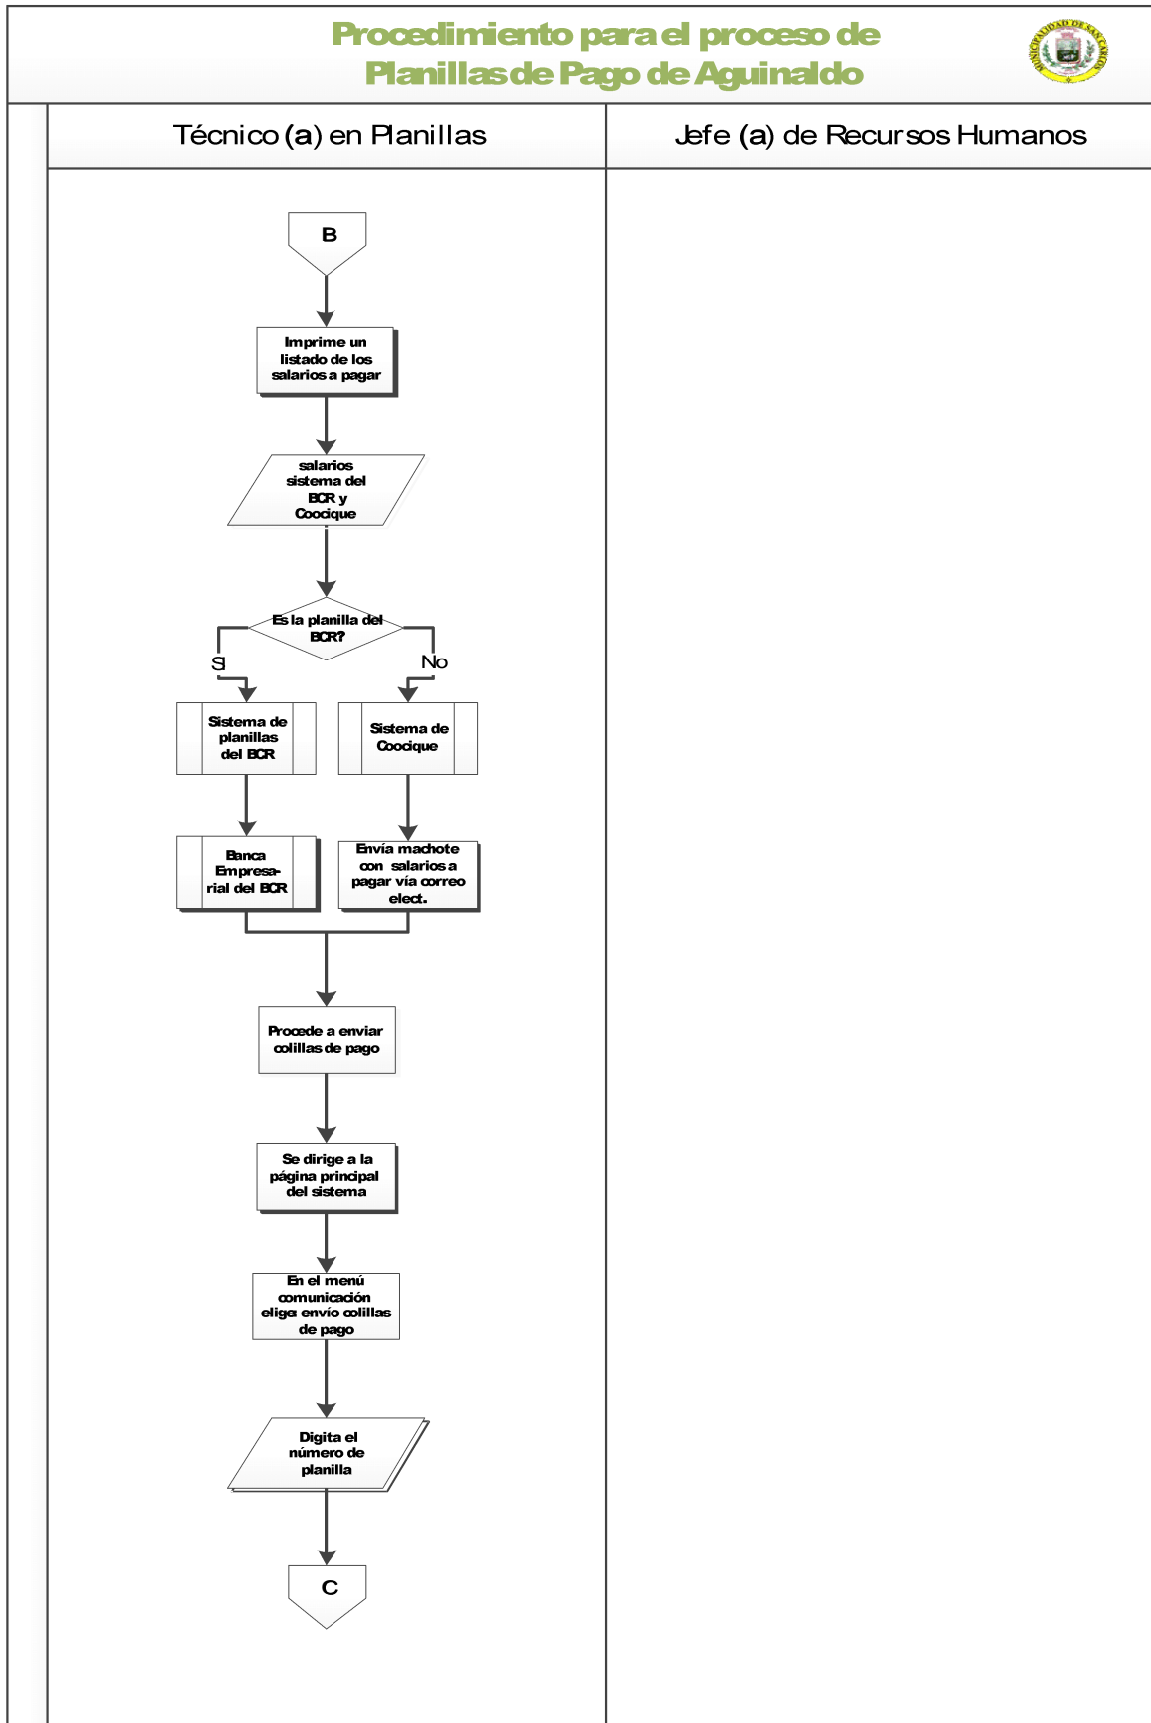 Procedimiento para el proceso de
Planillas de Pago de Aguinaldo
MUNICIPALIDAD DE SAN CARLOS
Técnico (a) en Planillas
Jefe (a) de Recursos Humanos
B
Imprime un
listado de los
salarios a pagar
salarios
sistema del
BCR y
Coocique
Es la planilla del
BCR?
Si
No
Sistema de
planillas
del BCR
Sistema de
Coocique
Banca
Empresa-
rial del BCR
Envía machote
con salarios a
pagar vía correo
elect.
Procede a enviar
colillas de pago
Se dirige a la
página principal
del sistema
En el menú
comunicación
elige: envío colillas
de pago
Digita el
número de
planilla
C